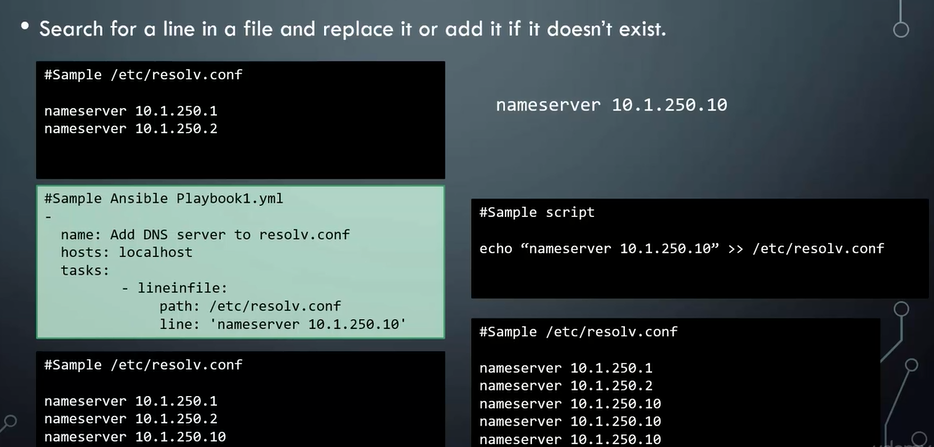 • Search for a line in a file and replace it or add it if it doesn’t exist.
#Sample /etc/resolv.conf
nameserver 10.1.250.1
nameserver 10.1.250.2
nameserver 10.1.250.10
#Sample Ansible Playbook1.yml
-
name: Add DNS server to resolv.conf
hosts: localhost
tasks:
- lineinfile:
path: /etc/resolv.conf
line: 'nameserver 10.1.250.10'
#Sample script
echo “nameserver 10.1.250.10” >> /etc/resolv.conf
#Sample /etc/resolv.conf
nameserver 10.1.250.1
nameserver 10.1.250.2
nameserver 10.1.250.10
#Sample /etc/resolv.conf
nameserver 10.1.250.1
nameserver 10.1.250.2
nameserver 10.1.250.10
nameserver 10.1.250.10
nameserver 10.1.250.10